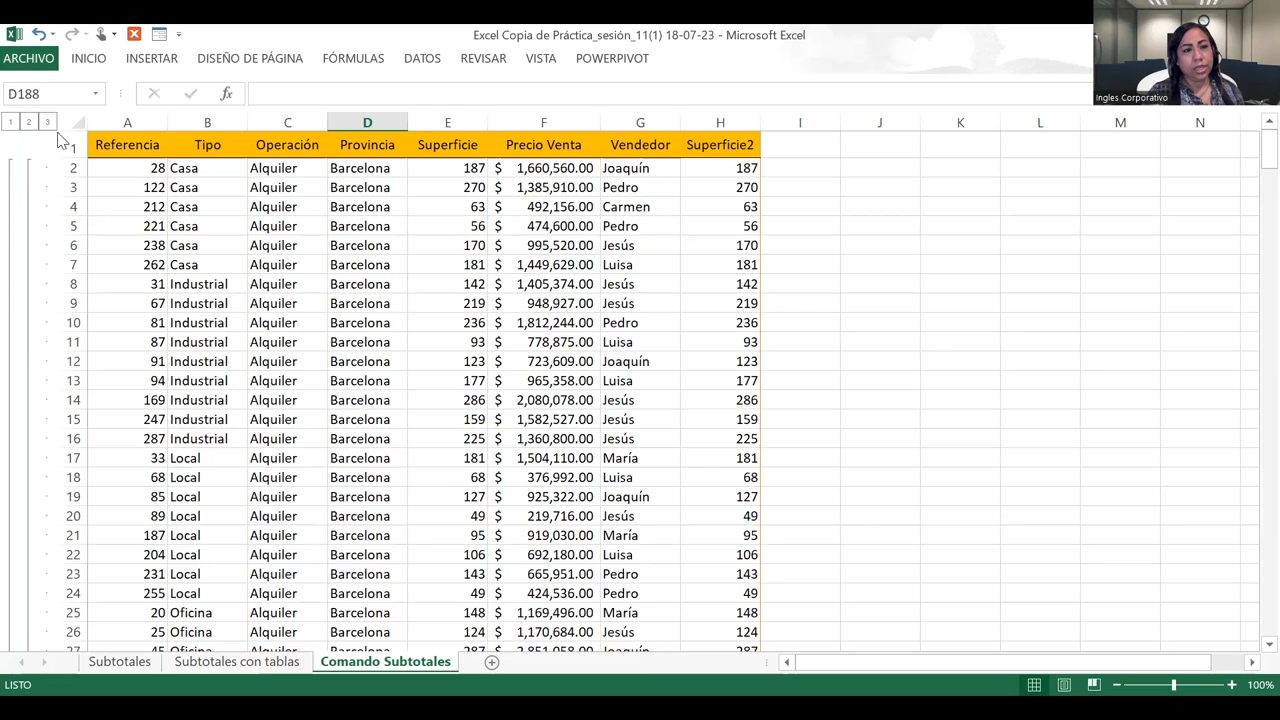 Excel Copia de Práctica_sesión_11(1) 18-07-23 - Microsoft Excel
ARCHIVO INICIO INSERTAR DISEÑO DE PÁGINA FÓRMULAS DATOS REVISAR VISTA POWERPIVOT
Ingles Corporativo
D188 fx
1 2 3 A B C D E F G H I J K L M N
1 Referencia Tipo Operación Provincia Superficie Precio Venta Vendedor Superficie2
2 28 Casa Alquiler Barcelona 187 $ 1,660,560.00 Joaquín 187
3 122 Casa Alquiler Barcelona 270 $ 1,385,910.00 Pedro 270
4 212 Casa Alquiler Barcelona 63 $ 492,156.00 Carmen 63
5 221 Casa Alquiler Barcelona 56 $ 474,600.00 Pedro 56
6 238 Casa Alquiler Barcelona 170 $ 995,520.00 Jesús 170
7 262 Casa Alquiler Barcelona 181 $ 1,449,629.00 Luisa 181
8 31 Industrial Alquiler Barcelona 142 $ 1,405,374.00 Jesús 142
9 67 Industrial Alquiler Barcelona 219 $ 948,927.00 Jesús 219
10 81 Industrial Alquiler Barcelona 236 $ 1,812,244.00 Pedro 236
11 87 Industrial Alquiler Barcelona 93 $ 778,875.00 Luisa 93
12 91 Industrial Alquiler Barcelona 123 $ 723,609.00 Joaquín 123
13 94 Industrial Alquiler Barcelona 177 $ 965,358.00 Luisa 177
14 169 Industrial Alquiler Barcelona 286 $ 2,080,078.00 Jesús 286
15 247 Industrial Alquiler Barcelona 159 $ 1,582,527.00 Jesús 159
16 287 Industrial Alquiler Barcelona 225 $ 1,360,800.00 Jesús 225
17 33 Local Alquiler Barcelona 181 $ 1,504,110.00 María 181
18 68 Local Alquiler Barcelona 68 $ 376,992.00 Luisa 68
19 85 Local Alquiler Barcelona 127 $ 925,322.00 Joaquín 127
20 89 Local Alquiler Barcelona 49 $ 219,716.00 Jesús 49
21 187 Local Alquiler Barcelona 95 $ 919,030.00 María 95
22 204 Local Alquiler Barcelona 106 $ 692,180.00 Luisa 106
23 231 Local Alquiler Barcelona 143 $ 665,951.00 Pedro 143
24 255 Local Alquiler Barcelona 49 $ 424,536.00 Pedro 49
25 20 Oficina Alquiler Barcelona 148 $ 1,169,496.00 María 148
26 25 Oficina Alquiler Barcelona 124 $ 1,170,684.00 Jesús 124
27 45 Oficina Alquiler Barcelona 287 $ 2,851,058.00 Jesús 287
Subtotales Subtotales con tablas Comando Subtotales
LISTO 100%